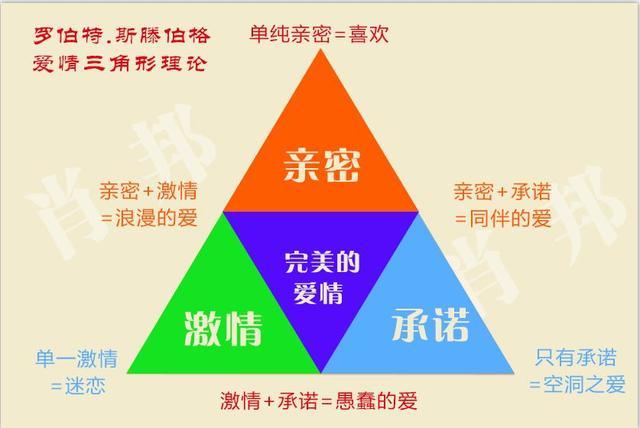 罗伯特.斯滕伯格
爱情三角形理论
单纯亲密=喜欢
亲密
亲密+激情
=浪漫的爱
亲密+承诺
=同伴的爱
完美的
爱情
激情
承诺
单一激情
=迷恋
只有承诺
=空洞之爱
激情+承诺=愚蠢的爱
肖邦
肖邦